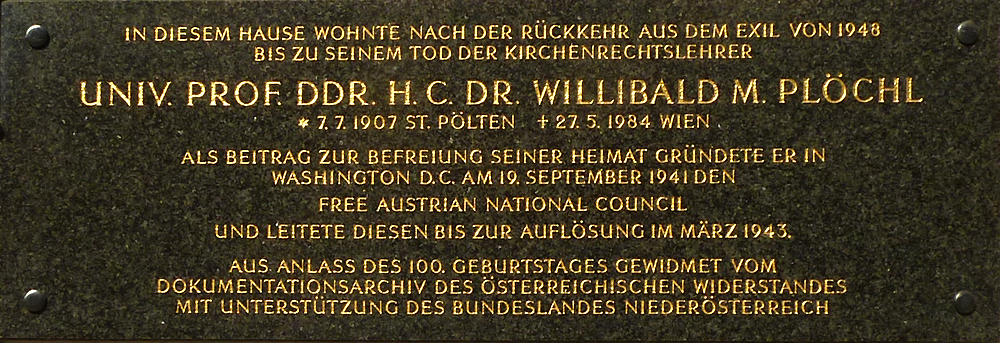 IN DIESEM HAUSE WOHNTE NACH DER RÜCKKEHR AUS DEM EXIL VON 1948
BIS ZU SEINEM TOD DER KIRCHENRECHTSLEHRER
UNIV. PROF. DDR. H. C. DR. WILLIBALD M. PLÖCHL
* 7. 7. 1907 ST. PÖLTEN + 27. 5. 1984 WIEN
ALS BEITRAG ZUR BEFREIUNG SEINER HEIMAT GRÜNDETE ER IN
WASHINGTON D.C. AM 19. SEPTEMBER 1941 DEN
FREE AUSTRIAN NATIONAL COUNCIL
UND LEITETE DIESEN BIS ZUR AUFLÖSUNG IM MÄRZ 1943.
AUS ANLASS DES 100. GEBURTSTAGES GEWIDMET VOM
DOKUMENTATIONSARCHIV DES ÖSTERREICHISCHEN WIDERSTANDES
MIT UNTERSTÜTZUNG DES BUNDESLANDES NIEDERÖSTERREICH